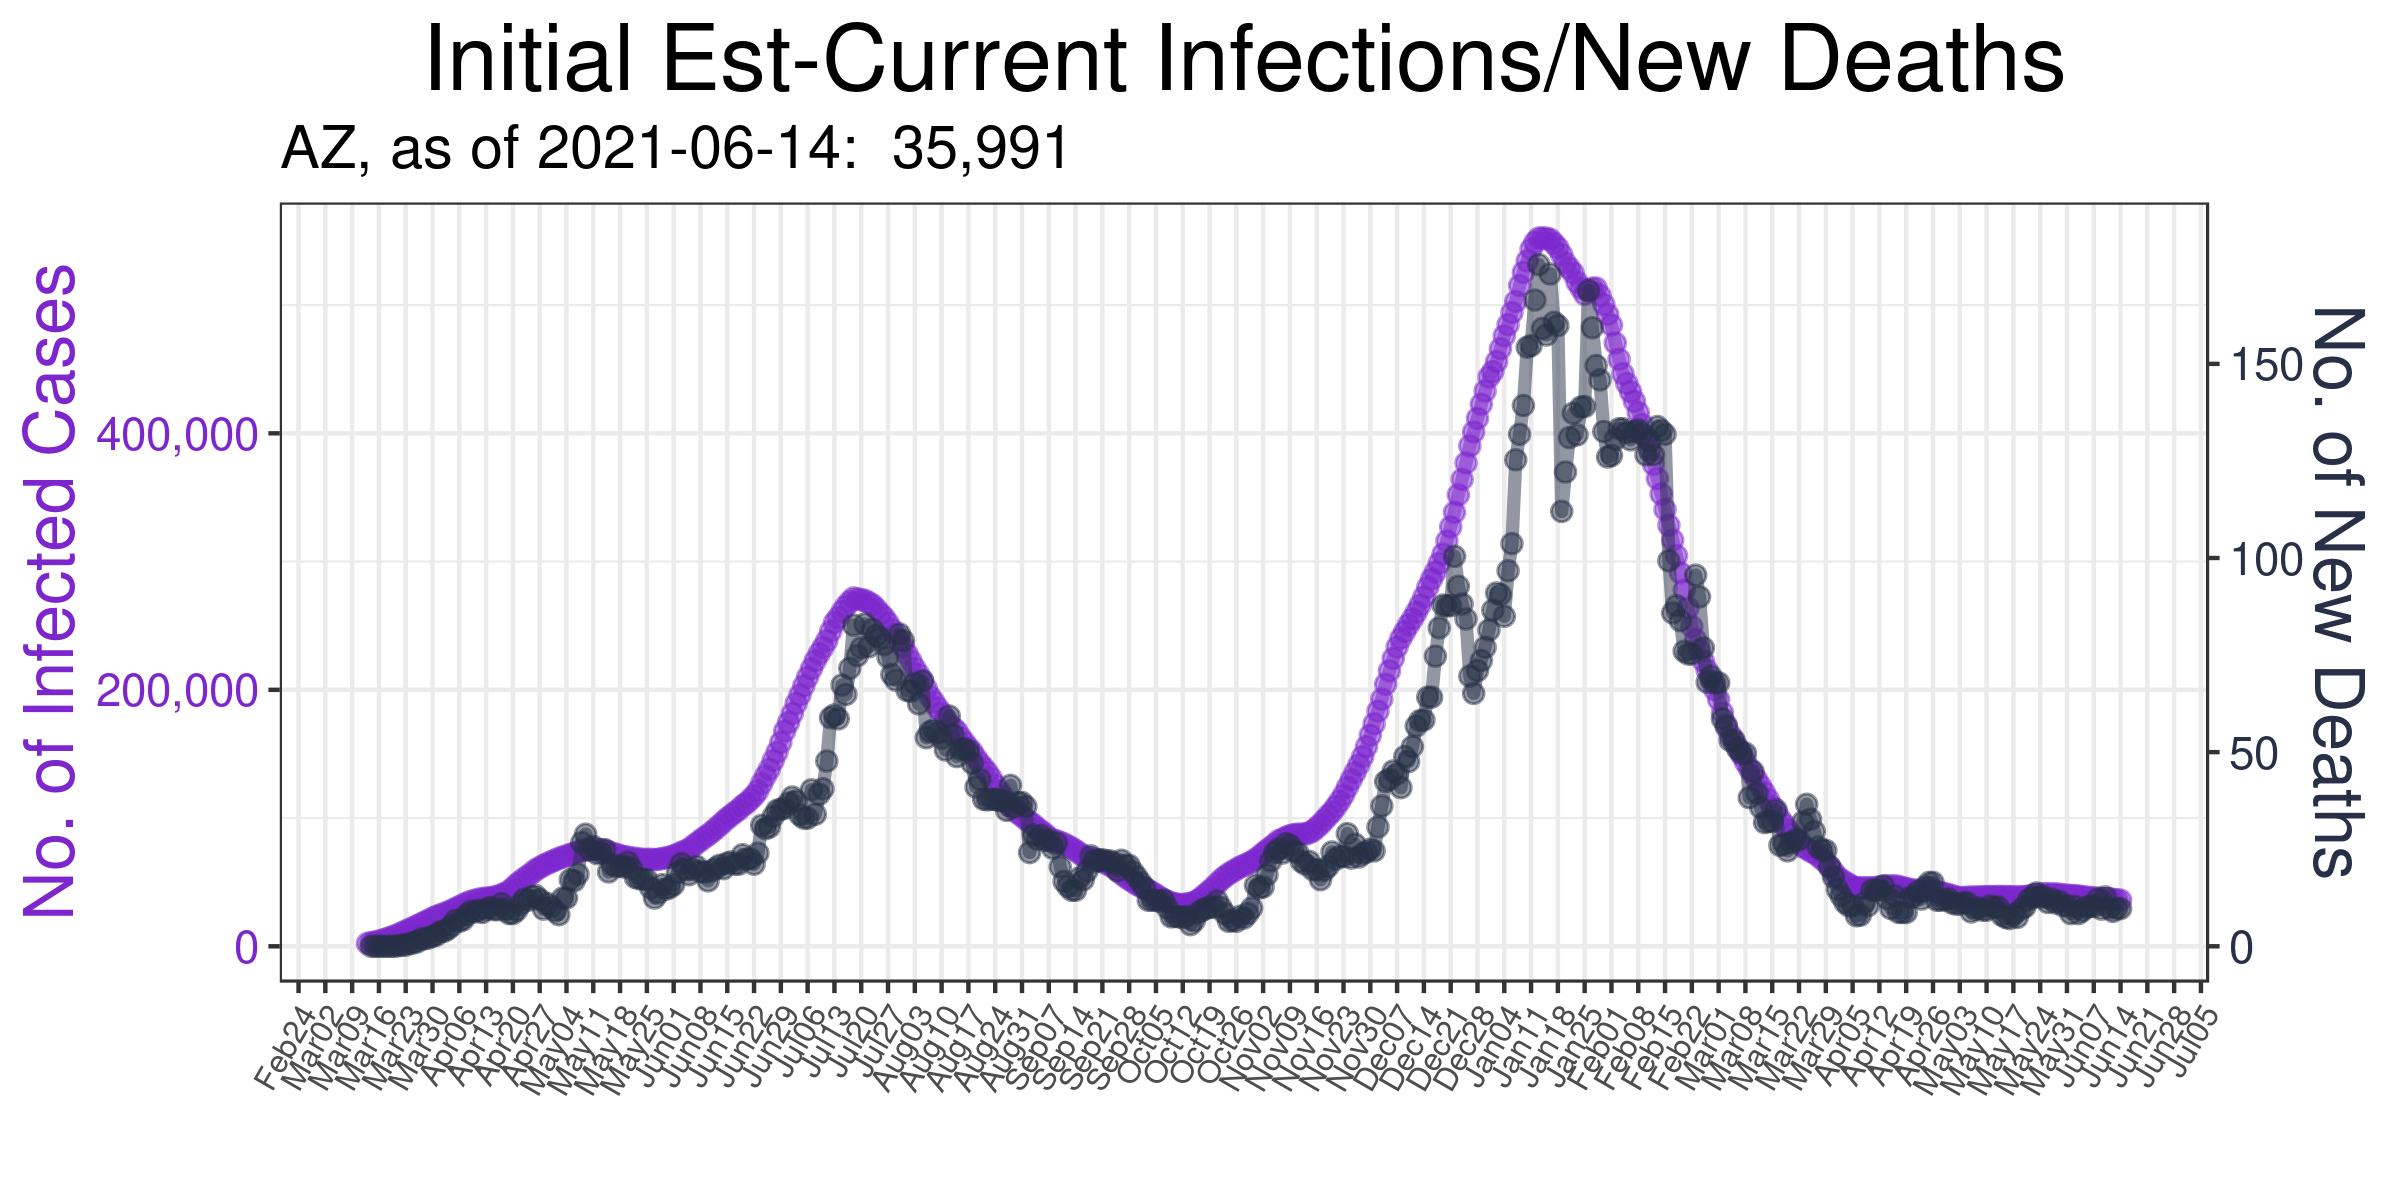 Initial Est-Current Infections/New Deaths
AZ, as of 2021-06-14: 35,991
No. of Infected Cases
400,000
200,000
0
No. of New Deaths
150
100
50
0
Feb24
Mar02
Mar09
Mar16
Mar23
Mar30
Apr06
Apr13
Apr20
Apr27
May04
May11
May18
May25
Jun01
Jun08
Jun15
Jun22
Jun29
Jul06
Jul13
Jul20
Jul27
Aug03
Aug10
Aug17
Aug24
Aug31
Sep07
Sep14
Sep21
Sep28
Oct05
Oct12
Oct19
Oct26
Nov02
Nov09
Nov16
Nov23
Nov30
Dec07
Dec14
Dec21
Dec28
Jan04
Jan11
Jan18
Jan25
Feb01
Feb08
Feb15
Feb22
Mar01
Mar08
Mar15
Mar22
Mar29
Apr05
Apr12
Apr19
Apr26
May03
May10
May17
May24
May31
Jun07
Jun14
Jun21
Jun28
Jul05